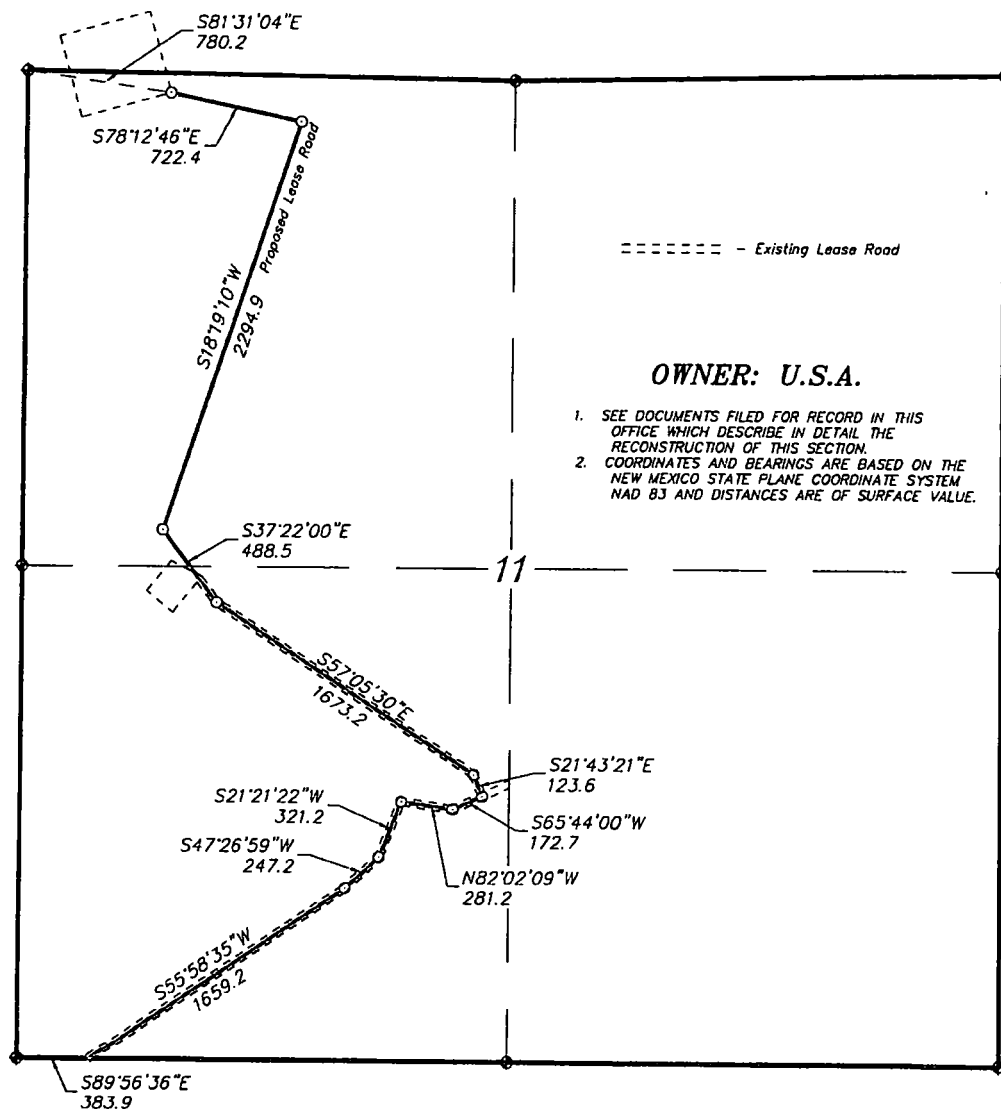 S81°31'04"E
780.2
S78°12'46"E
722.4
Proposed Lease Road
S18°19'10"W
2294.9
======= - Existing Lease Road
OWNER: U.S.A.
1. SEE DOCUMENTS FILED FOR RECORD IN THIS
OFFICE WHICH DESCRIBE IN DETAIL THE
RECONSTRUCTION OF THIS SECTION.
2. COORDINATES AND BEARINGS ARE BASED ON THE
NEW MEXICO STATE PLANE COORDINATE SYSTEM
NAD 83 AND DISTANCES ARE OF SURFACE VALUE.
S37°22'00"E
488.5
11
S57°05'30"E
1673.2
S21°43'21"E
123.6
S21°21'22"W
321.2
S65°44'00"W
172.7
S47°26'59"W
247.2
N82°02'09"W
281.2
S55°58'35"W
1659.2
S89°56'36"E
383.9